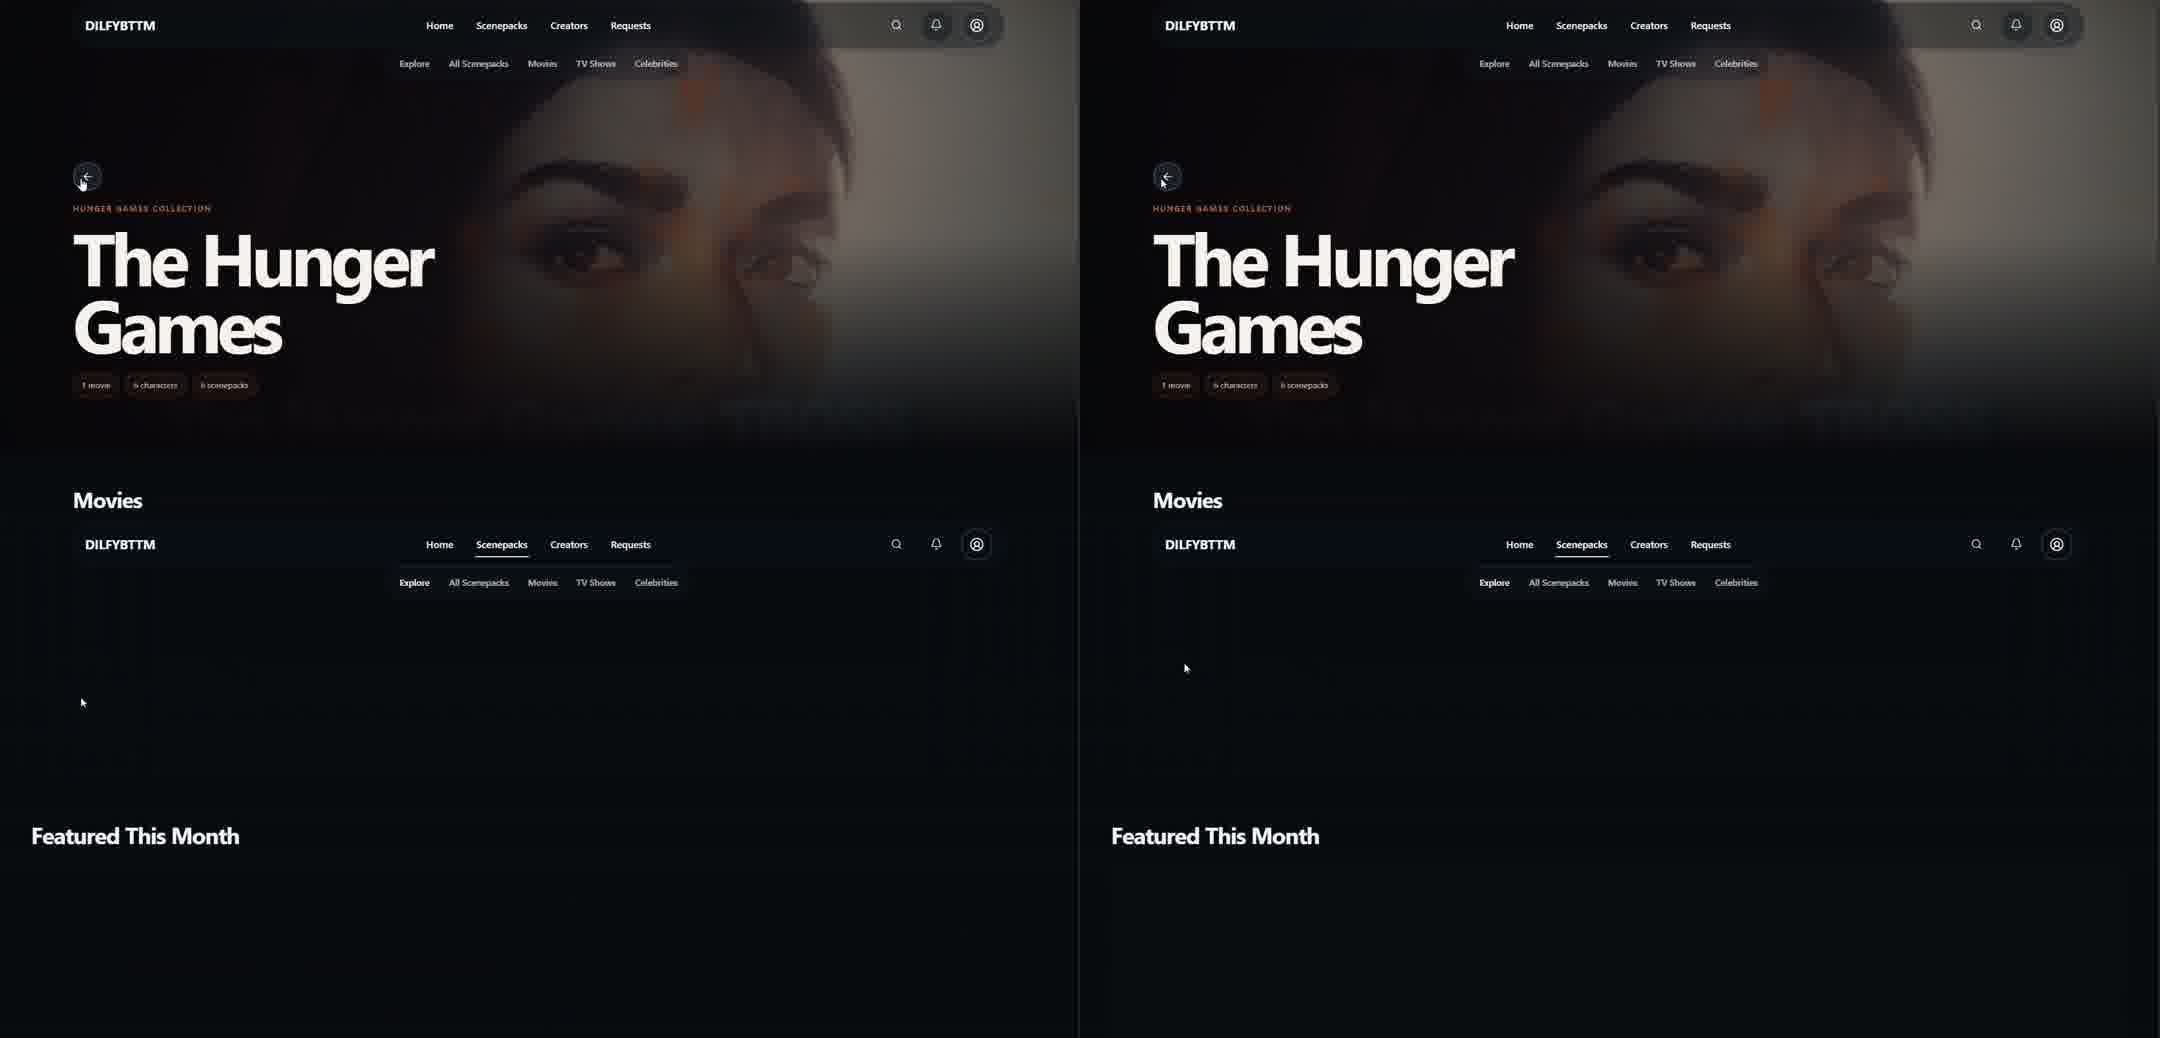 DILFYBTTM Home Scenepacks Creators Requests
Explore All Scenepacks Movies TV Shows Celebrities
HUNGER GAMES COLLECTION
The Hunger
Games
1 movie 6 characters 6 scenepacks
Movies
DILFYBTTM Home Scenepacks Creators Requests
Explore All Scenepacks Movies TV Shows Celebrities
Featured This Month
DILFYBTTM Home Scenepacks Creators Requests
Explore All Scenepacks Movies TV Shows Celebrities
HUNGER GAMES COLLECTION
The Hunger
Games
1 movie 6 characters 6 scenepacks
Movies
DILFYBTTM Home Scenepacks Creators Requests
Explore All Scenepacks Movies TV Shows Celebrities
Featured This Month